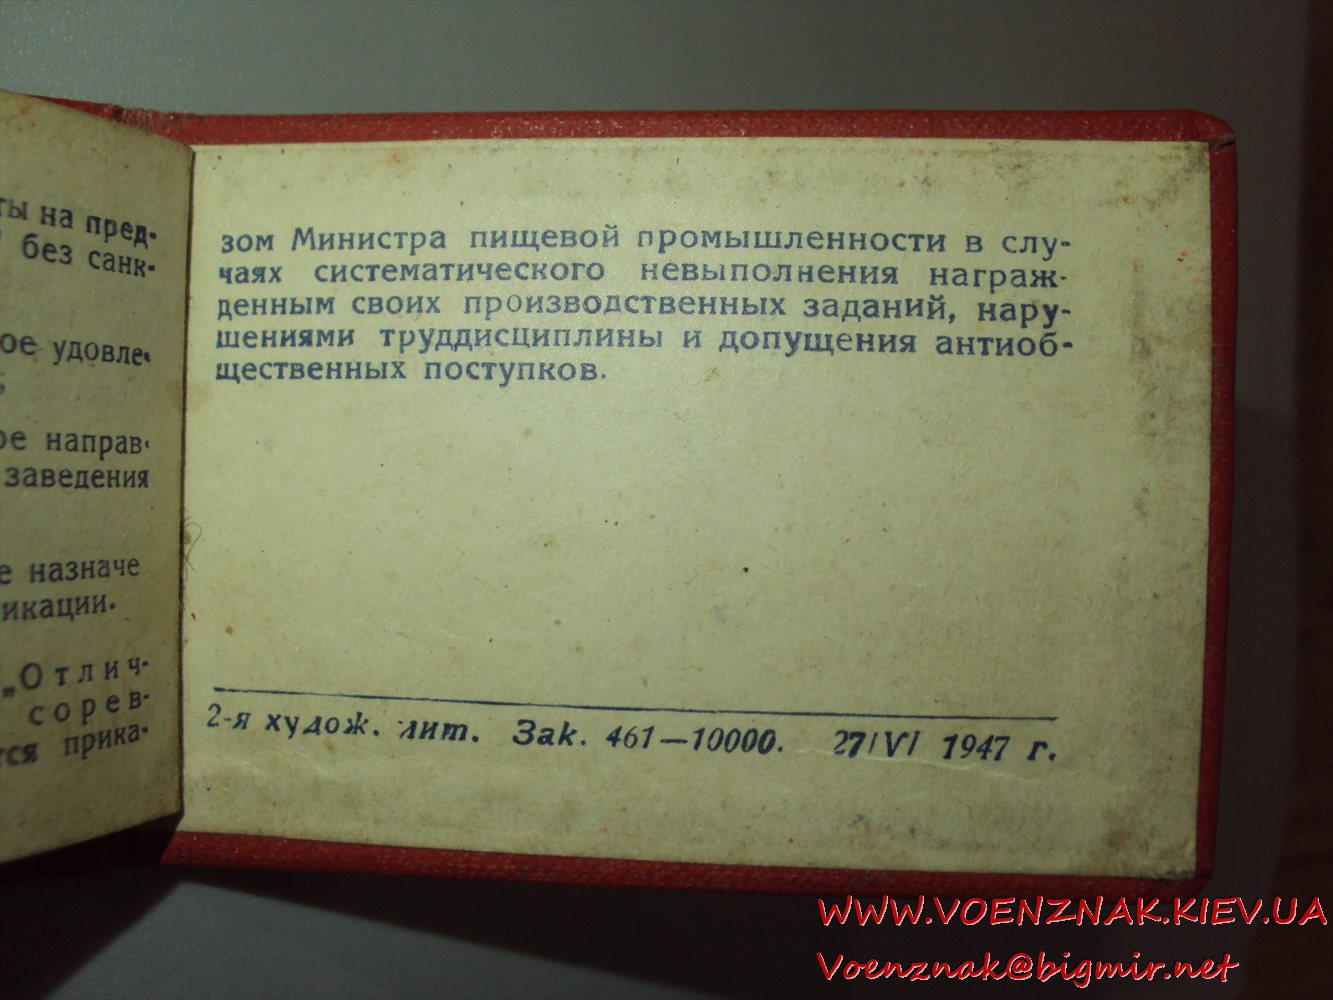 ты на пред-
без санк-
ое удовле-
ое направ-
заведения
е назначе
икации.
„Отлич-
сорев-
тся прика-
зом Министра пищевой промышленности в слу-
чаях систематического невыполнения награж-
денным своих производственных заданий, нару-
шениями труддисциплины и допущения антиоб-
щественных поступков.
2-я худож. лит. Зак. 461—10000. 27/VI 1947 г.
WWW.VOENZNAK.KIEV.UA
Voenznak@bigmir.net